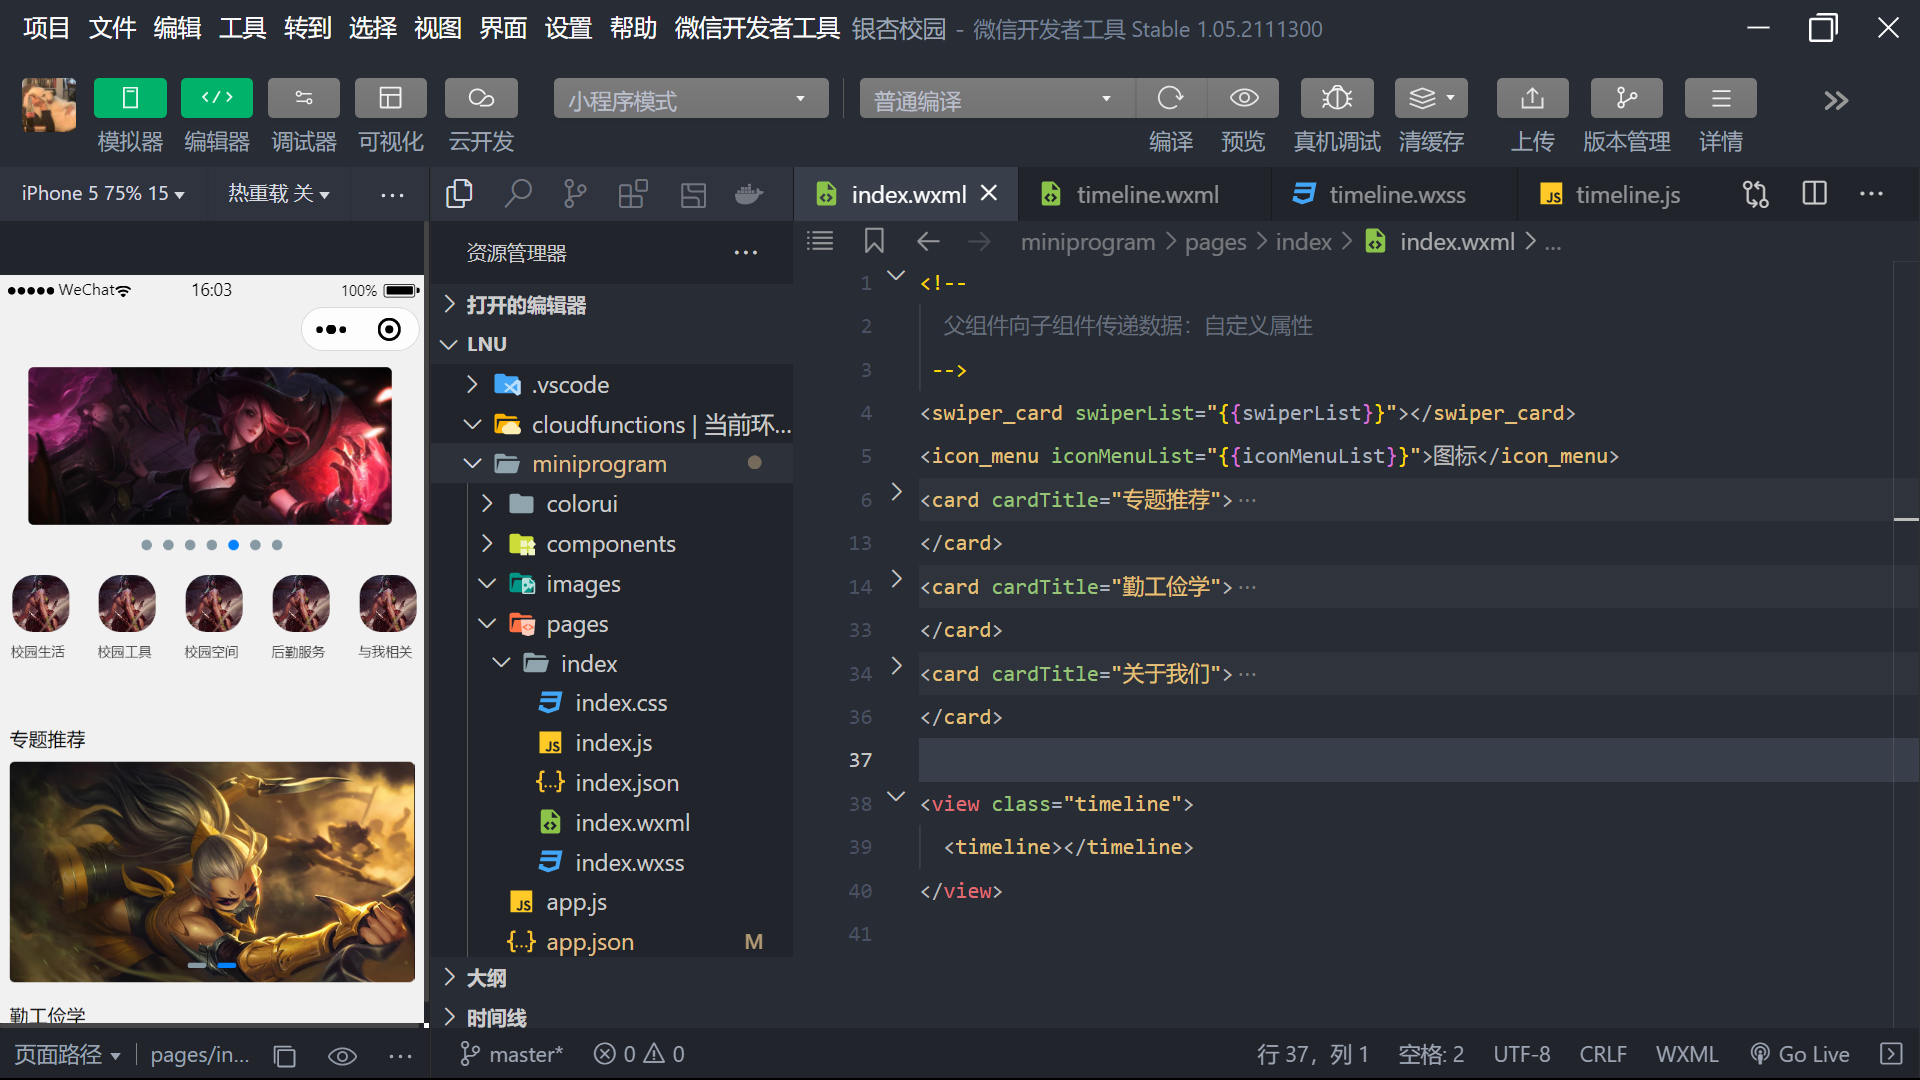 项目 文件 编辑 工具 转到 选择 视图 界面 设置 帮助 微信开发者工具 银杏校园 - 微信开发者工具 Stable 1.05.2111300
小程序模式 普通编译
模拟器 编辑器 调试器 可视化 云开发 编译 预览 真机调试 清缓存 上传 版本管理 详情
iPhone 5 75% 15 热重载 关 ...
index.wxml timeline.wxml timeline.wxss timeline.js ...
资源管理器 ...
miniprogram > pages > index > index.wxml > ...
WeChat 16:03 100%
校园生活 校园工具 校园空间 后勤服务 与我相关
专题推荐
勤工俭学
打开的编辑器
LNU
.vscode
cloudfunctions | 当前环...
miniprogram
colorui
components
images
pages
index
index.css
index.js
index.json
index.wxml
index.wxss
app.js
app.json M
大纲
时间线
1 <!--
2 父组件向子组件传递数据：自定义属性
3 -->
4 <swiper_card swiperList="{{swiperList}}"></swiper_card>
5 <icon_menu iconMenuList="{{iconMenuList}}">图标</icon_menu>
6 <card cardTitle="专题推荐">···
13 </card>
14 <card cardTitle="勤工俭学">···
33 </card>
34 <card cardTitle="关于我们">···
36 </card>
37
38 <view class="timeline">
39 <timeline></timeline>
40 </view>
41
页面路径 pages/in... ... master* 0 0 行 37，列 1 空格: 2 UTF-8 CRLF WXML Go Live